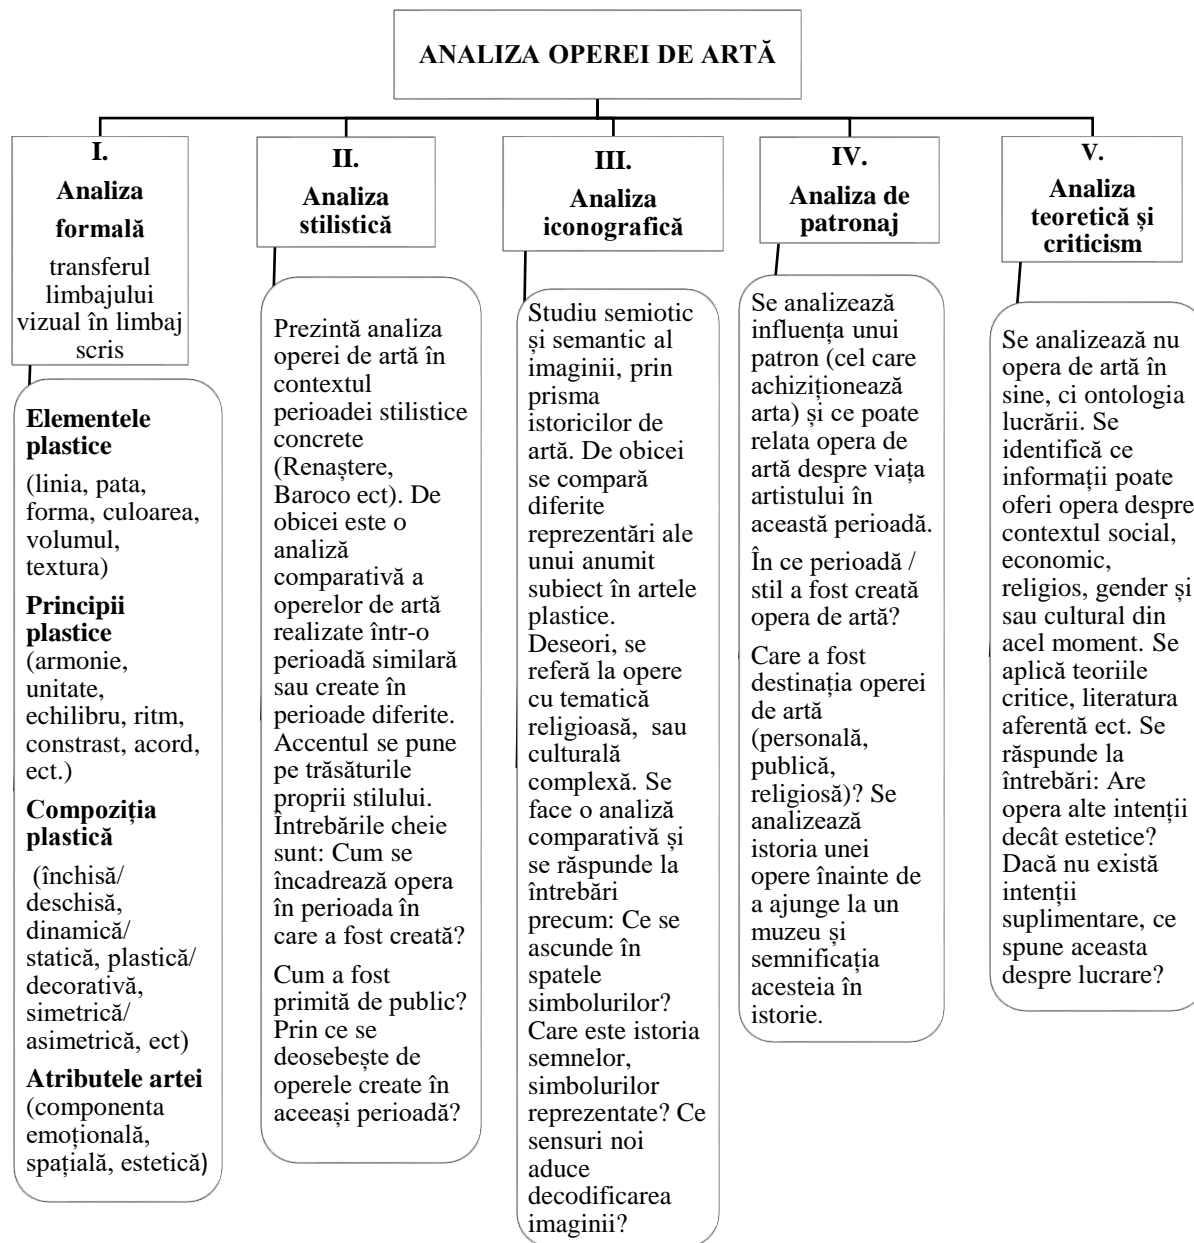 ANALIZA OPEREI DE ARTĂ
I.
Analiza
formală
transferul
limbajului
vizual în limbaj
scris
Elementele
plastice
(linia, pata,
forma, culoarea,
volumul,
textura)
Principii
plastice
(armonie,
unitate,
echilibru, ritm,
constrast, acord,
ect.)
Compoziția
plastică
(închisă/
deschisă,
dinamică/
statică, plastică/
decorativă,
simetrică/
asimetrică, ect)
Atributele artei
(componenta
emoțională,
spațială, estetică)
II.
Analiza
stilistică
Prezintă analiza
operei de artă în
contextul
perioadei stilistice
concrete
(Renaștere,
Baroco ect). De
obicei este o
analiză
comparativă a
operelor de artă
realizate într-o
perioadă similară
sau create în
perioade diferite.
Accentul se pune
pe trăsăturile
proprii stilului.
Întrebările cheie
sunt: Cum se
încadrează opera
în perioada în
care a fost creată?
Cum a fost
primită de public?
Prin ce se
deosebește de
operele create în
aceeași perioadă?
III.
Analiza
iconografică
Studiu semiotic
și semantic al
imaginii, prin
prisma
istoricilor de
artă. De obicei
se compară
diferite
reprezentări ale
unui anumit
subiect în artele
plastice.
Deseori, se
referă la opere
cu tematică
religioasă, sau
culturală
complexă. Se
face o analiză
comparativă și
se răspunde la
întrebări
precum: Ce se
ascunde în
spatele
simbolurilor?
Care este istoria
semnelor,
simbolurilor
reprezentate? Ce
sensuri noi
aduce
decodificarea
imaginii?
IV.
Analiza de
patronaj
Se analizează
influența unui
patron (cel care
achiziționează
arta) și ce poate
relata opera de
artă despre viața
artistului în
această perioadă.
În ce perioadă /
stil a fost creată
opera de artă?
Care a fost
destinația operei
de artă
(personală,
publică,
religiosă)? Se
analizează
istoria unei
opere înainte de
a ajunge la un
muzeu și
semnificația
acesteia în
istorie.
V.
Analiza
teoretică și
criticism
Se analizează nu
opera de artă în
sine, ci ontologia
lucrării. Se
identifică ce
informații poate
oferi opera despre
contextul social,
economic,
religios, gender și
sau cultural din
acel moment. Se
aplică teoriile
critice, literatura
aferentă ect. Se
răspunde la
întrebări: Are
opera alte intenții
decât estetice?
Dacă nu există
intenții
suplimentare, ce
spune aceasta
despre lucrare?